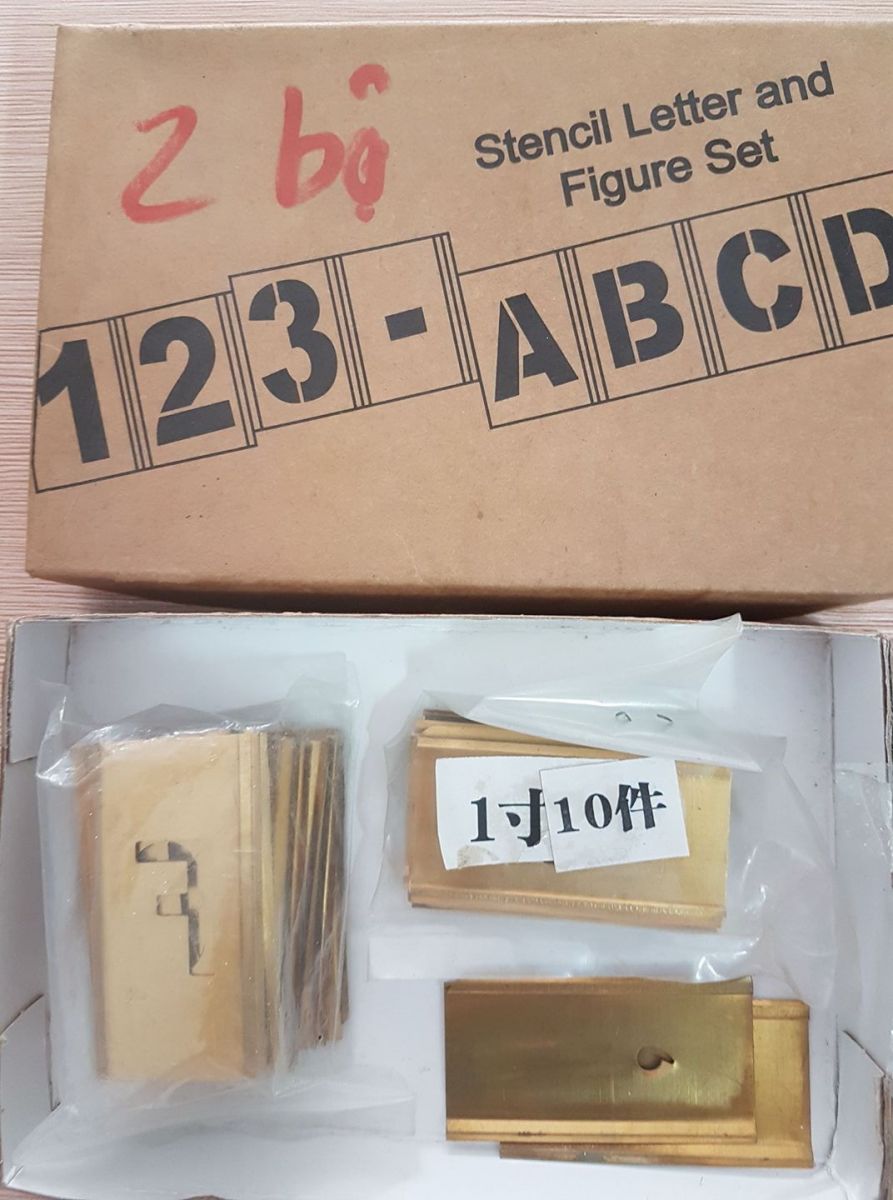 2 bộ
Stencil Letter and
Figure Set
123-ABCD
1寸10件